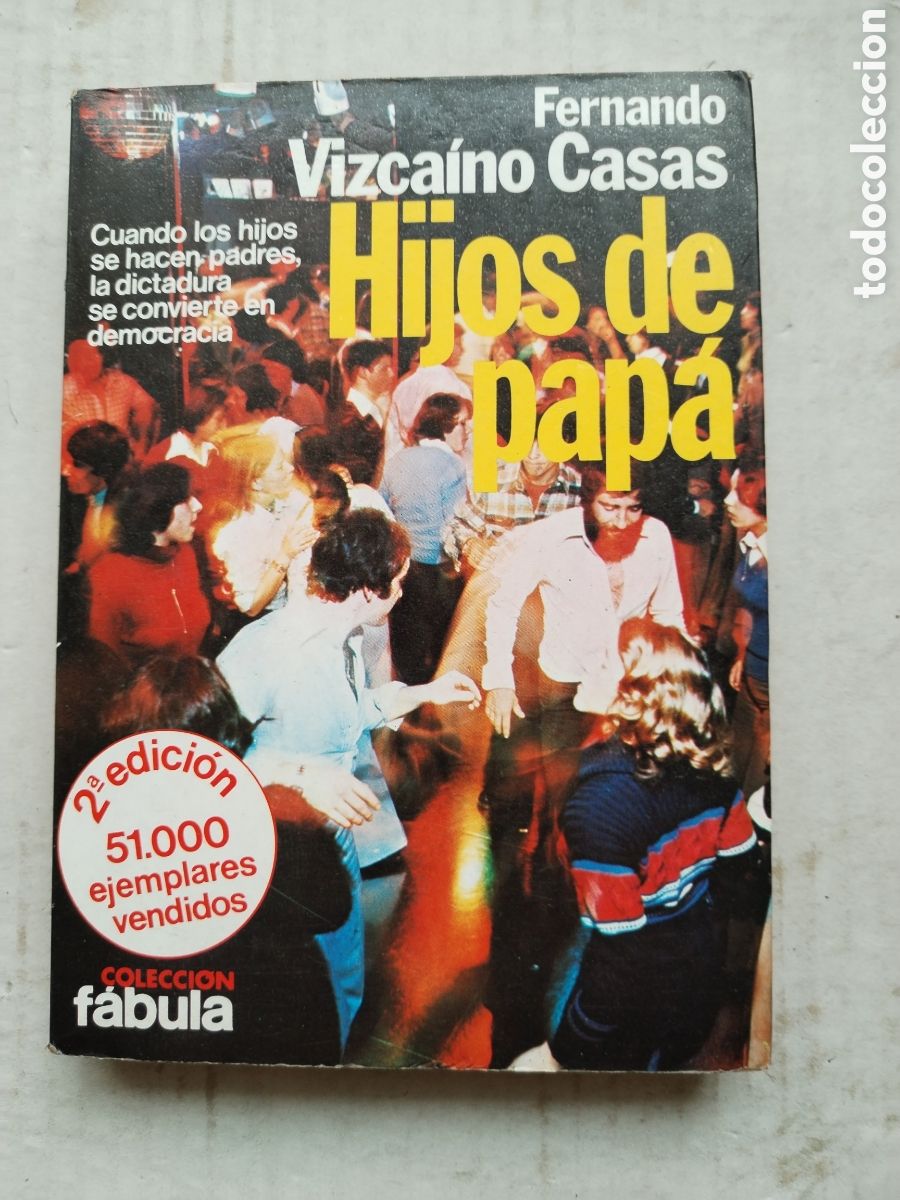 Fernando
Vizcaíno Casas
Hijos de
papá
Cuando los hijos
se hacen padres,
la dictadura
se convierte en
democracia
2ª edición
51.000
ejemplares
vendidos
COLECCIÓN
fábula
todocoleccion